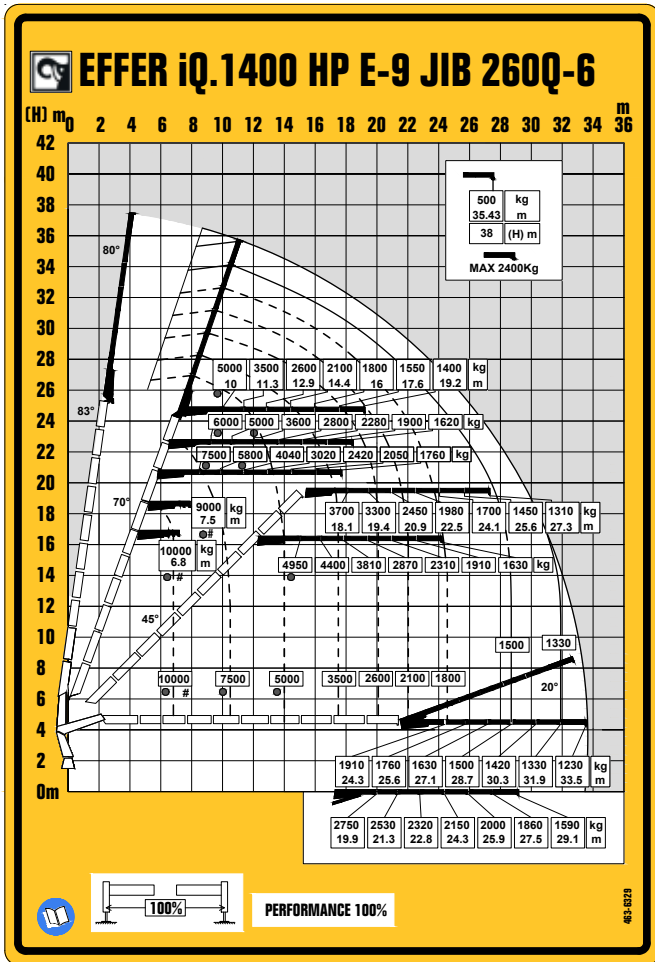 EFFER iQ.1400 HP E-9 JIB 260Q-6
(H) m
m
0 2 4 6 8 10 12 14 16 18 20 22 24 26 28 30 32 34 36
42
40
38
36
34
32
30
28
26
24
22
20
18
16
14
12
10
8
6
4
2
0m
500 kg
35.43 m
38 (H) m
MAX 2400Kg
80°
83°
70°
45°
20°
5000 3500 2600 2100 1800 1550 1400 kg
10 11.3 12.9 14.4 16 17.6 19.2 m
6000 5000 3600 2800 2280 1900 1620 kg
7500 5800 4040 3020 2420 2050 1760 kg
9000 kg
7.5 m
#
10000 kg
6.8 m
#
3700 3300 2450 1980 1700 1450 1310 kg
18.1 19.4 20.9 22.5 24.1 25.6 27.3 m
4950 4400 3810 2870 2310 1910 1630 kg
1500 1330
10000 7500 5000 3500 2600 2100 1800
#
1910 1760 1630 1500 1420 1330 1230 kg
24.3 25.6 27.1 28.7 30.3 31.9 33.5 m
2750 2530 2320 2150 2000 1860 1590 kg
19.9 21.3 22.8 24.3 25.9 27.5 29.1 m
100%
PERFORMANCE 100%
463-6329